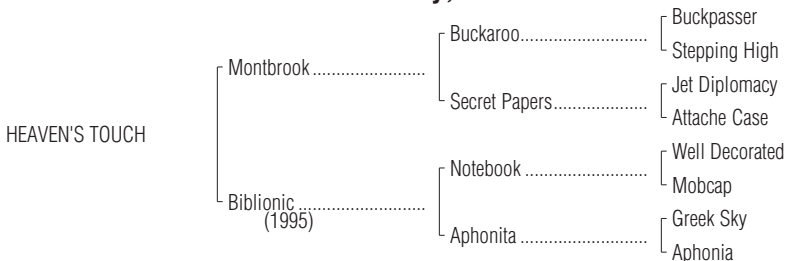 Buckpasser
Buckaroo
Stepping High
Montbrook
Jet Diplomacy
Secret Papers
Attache Case
HEAVEN'S TOUCH
Well Decorated
Notebook
Mobcap
Biblionic
(1995)
Greek Sky
Aphonita
Aphonia